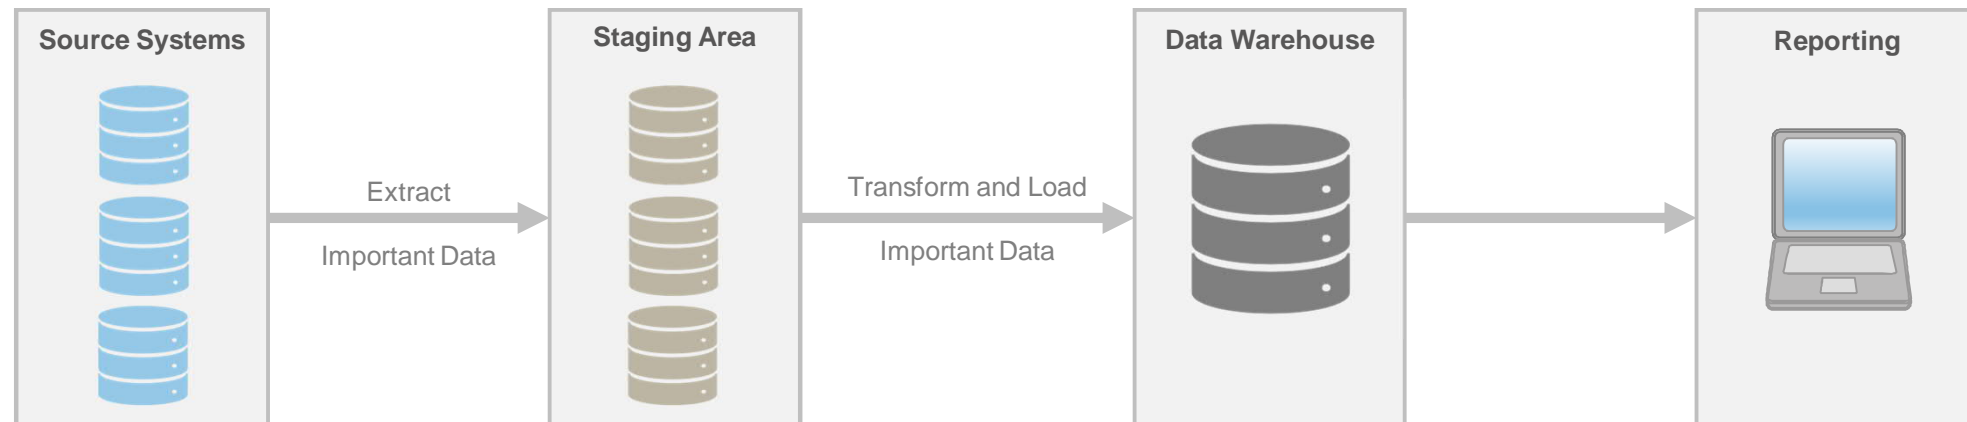 Source Systems
Staging Area
Data Warehouse
Reporting
Extract
Important Data
Transform and Load
Important Data